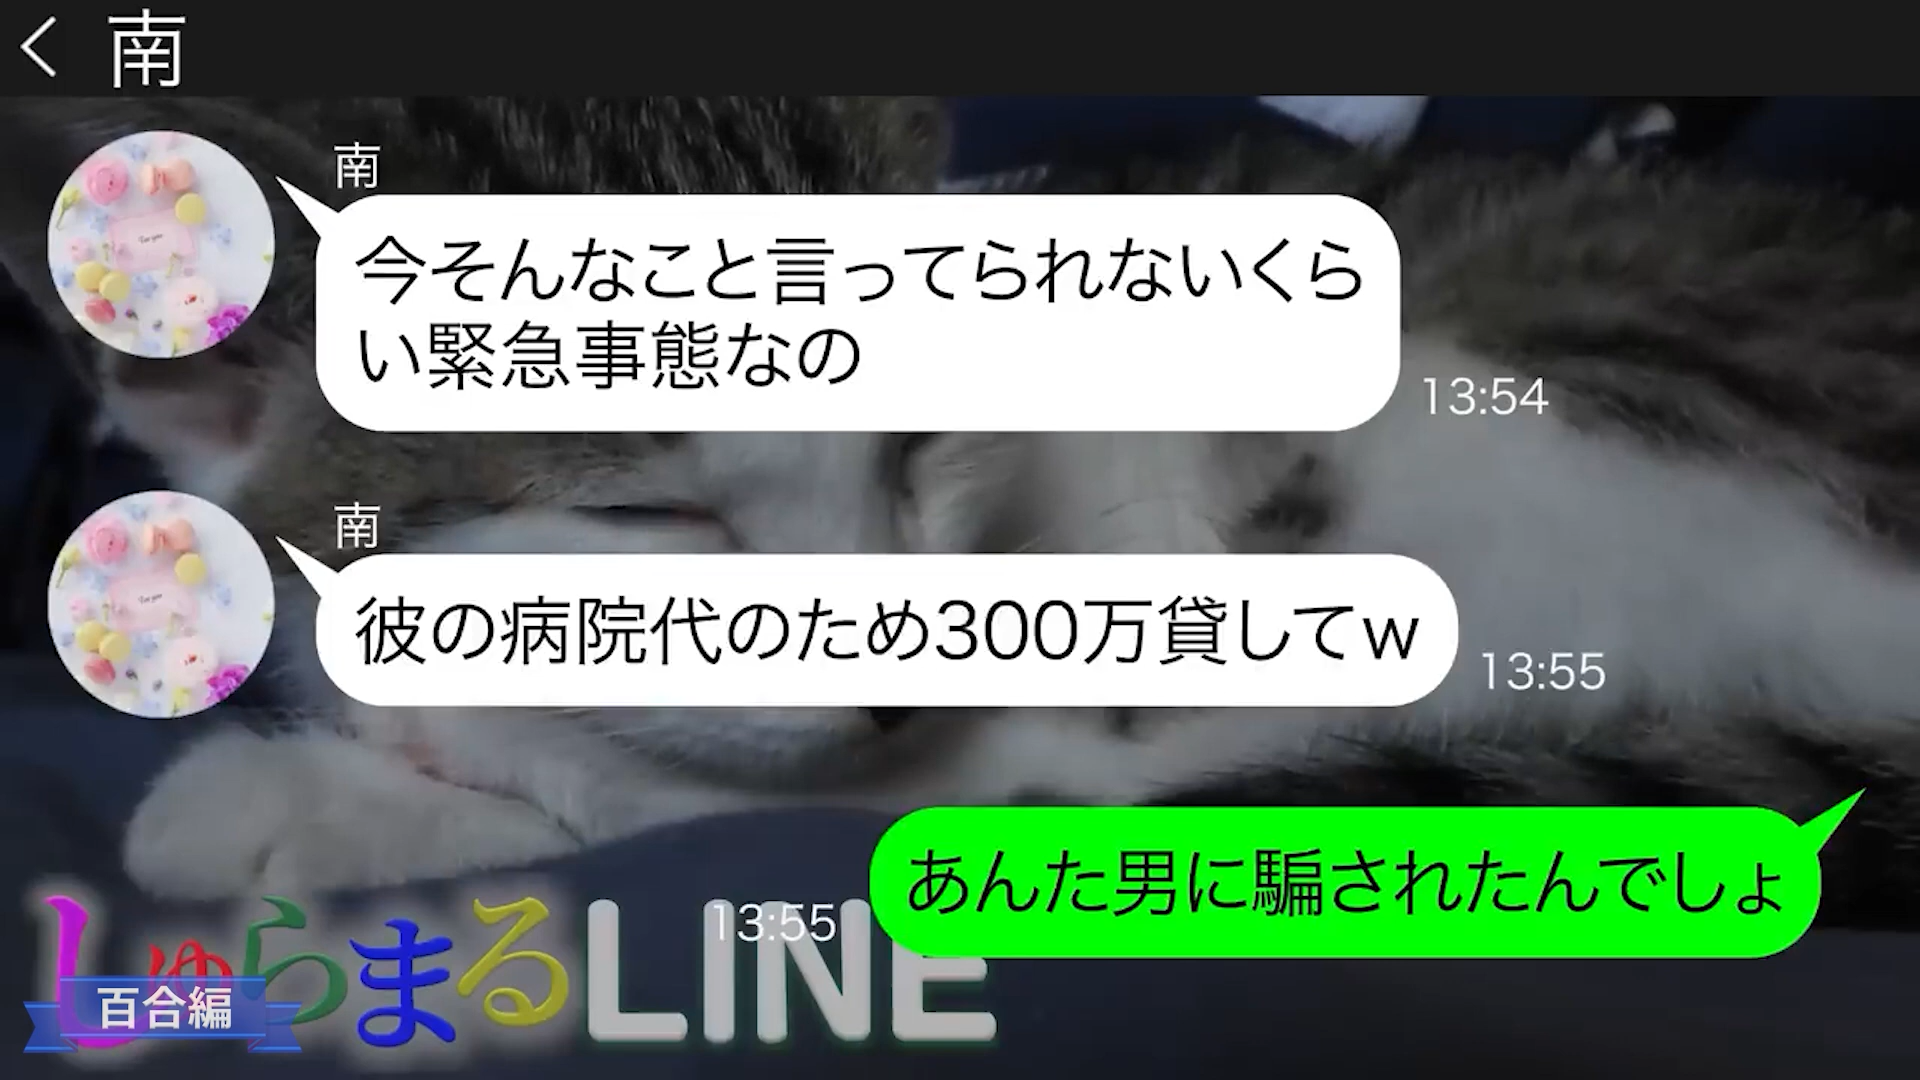 南
南
今そんなこと言ってられないくら
い緊急事態なの
13:54
南
彼の病院代のため300万貸してw
13:55
あんた男に騙されたんでしょ
13:55
しゅらまるLINE
百合編